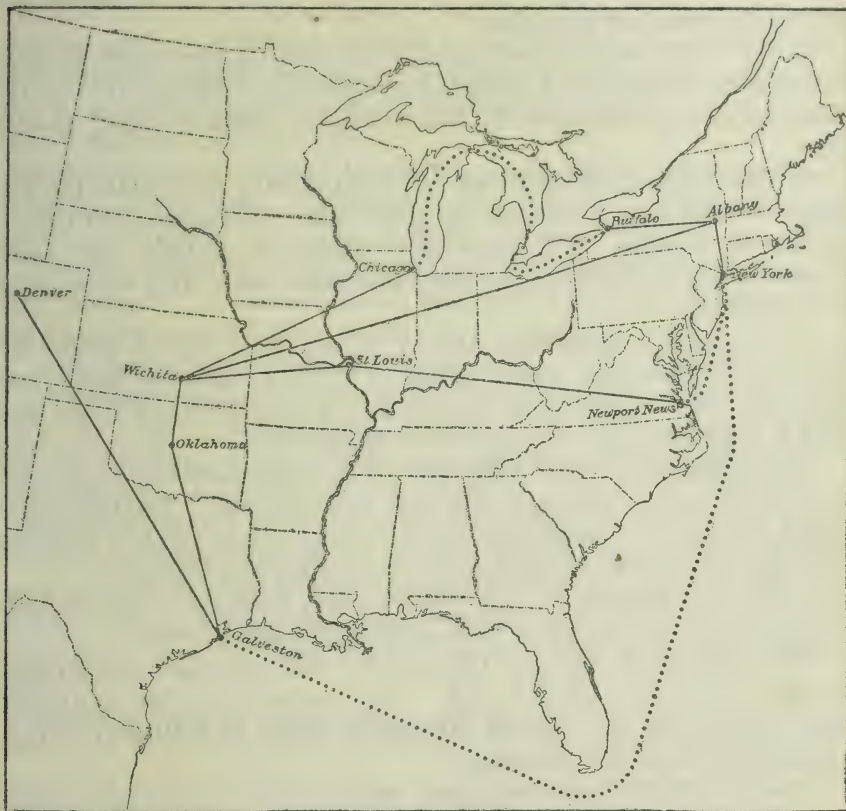 Buffalo
Albany
Chicago
New York
Denver
Wichita
St. Louis
Newport News
Oklahoma
Galveston